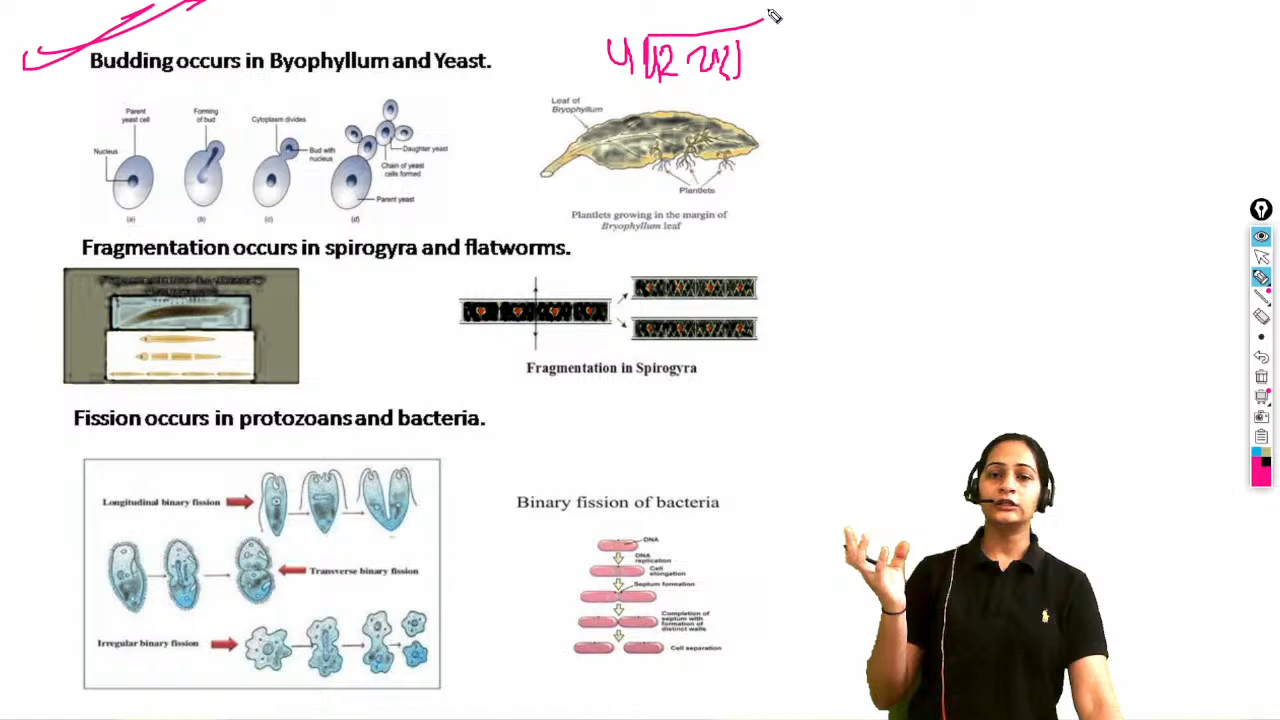 Budding occurs in Byophyllum and Yeast.
Parent
yeast cell
Nucleus
(a)
Forming
of bud
(b)
Cytoplasm divides
Bud with
nucleus
(c)
Daughter yeast
Chain of yeast
cells formed
Parent yeast
(d)
Leaf of
Bryophyllum
Plantlets
Plantlets growing in the margin of
Bryophyllum leaf
Fragmentation occurs in spirogyra and flatworms.
Fragmentation in Spirogyra
Fission occurs in protozoans and bacteria.
Longitudinal binary fission
Transverse binary fission
Irregular binary fission
Binary fission of bacteria
DNA
DNA
replication
Cell
elongation
Septum formation
Completion of
septum with
formation of
distinct walls
Cell separation